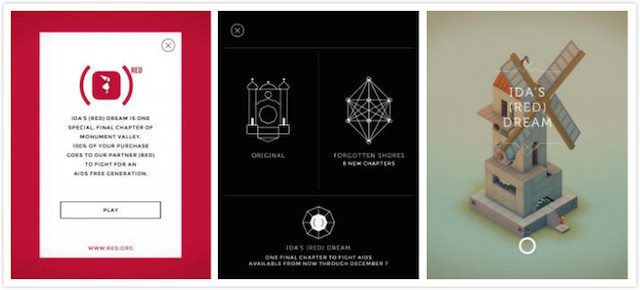 RED
IDA'S (RED) DREAM IS ONE
SPECIAL, FINAL CHAPTER OF
MONUMENT VALLEY.
100% OF YOUR PURCHASE
GOES TO OUR PARTNER (RED)
TO FIGHT FOR AN
AIDS FREE GENERATION.
PLAY
WWW.RED.ORG
ORIGINAL
FORGOTTEN SHORES
8 NEW CHAPTERS
IDA'S (RED) DREAM
ONE FINAL CHAPTER TO FIGHT AIDS
AVAILABLE FROM NOW THROUGH DECEMBER 7
IDA'S
(RED)
DREAM